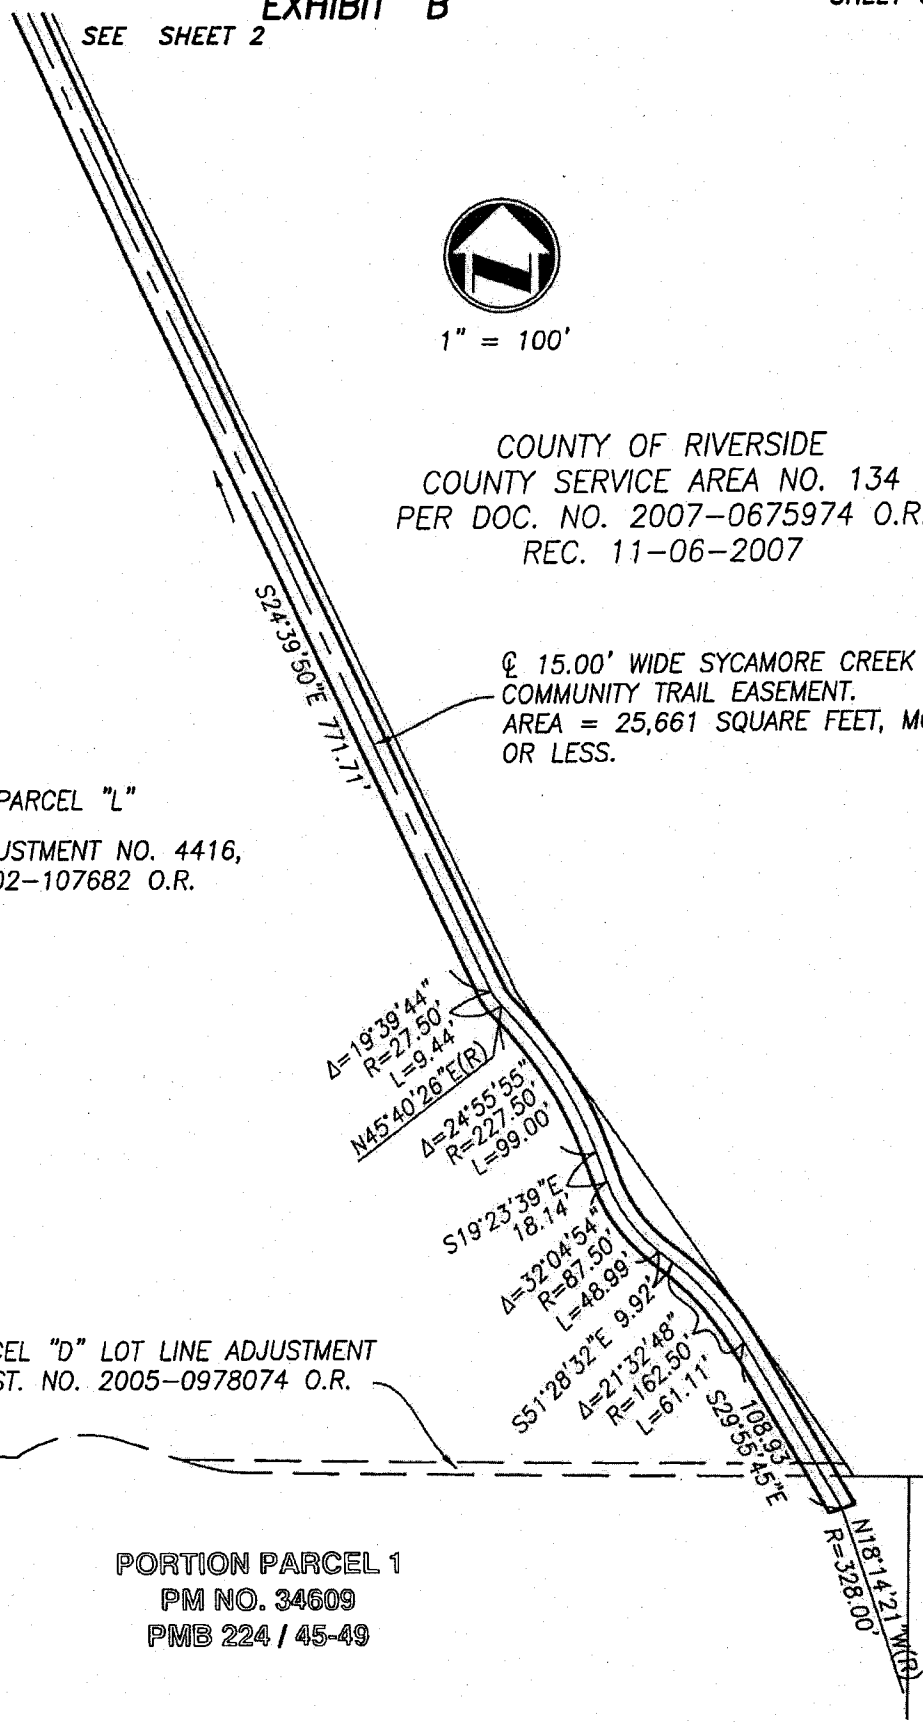 EXHIBIT "B"
SEE SHEET 2
1" = 100'
COUNTY OF RIVERSIDE
COUNTY SERVICE AREA NO. 134
PER DOC. NO. 2007-0675974 O.R.
REC. 11-06-2007
S24°39'50"E 771.71'
℄ 15.00' WIDE SYCAMORE CREEK
COMMUNITY TRAIL EASEMENT.
AREA = 25,661 SQUARE FEET,
OR LESS.
PARCEL "L"
USTMENT NO. 4416,
02-107682 O.R.
Δ=19°39'44"
R=27.50'
L=9.44'
N45°40'26"E(R)
Δ=24°55'55"
R=227.50'
L=99.00'
S19°23'39"E
18.14'
Δ=32°04'54"
R=87.50'
L=48.99'
S51°28'32"E 9.92'
Δ=21°32'48"
R=162.50'
L=61.11'
108.93'
S29°55'45"E
CEL "D" LOT LINE ADJUSTMENT
ST. NO. 2005-0978074 O.R.
N18°14'21"W(R)
R=328.00'
PORTION PARCEL 1
PM NO. 34609
PMB 224 / 45-49